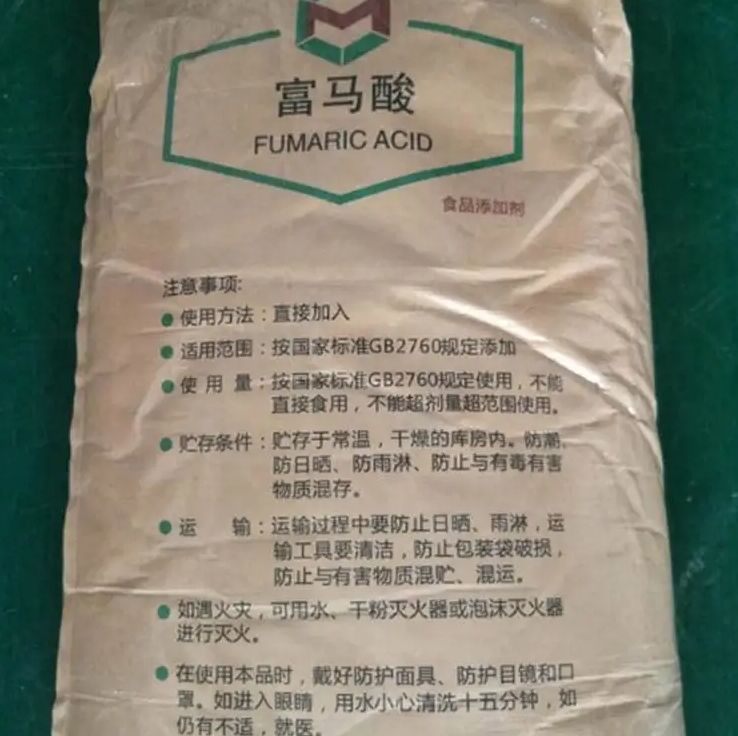 富马酸
FUMARIC ACID
食品添加剂
注意事项:
使用方法：直接加入
适用范围：按国家标准GB2760规定添加
使 用 量：按国家标准GB2760规定使用，不能
直接食用，不能超剂量超范围使用。
贮存条件：贮存于常温，干燥的库房内。防潮、
防日晒、防雨淋、防止与有毒有害
物质混存。
运 输：运输过程中要防止日晒、雨淋，运
输工具要清洁，防止包装袋破损，
防止与有害物质混贮、混运。
如遇火灾，可用水、干粉灭火器或泡沫灭火器
进行灭火。
在使用本品时，戴好防护面具、防护目镜和口
罩。如进入眼睛，用水小心清洗十五分钟，如
仍有不适，就医。